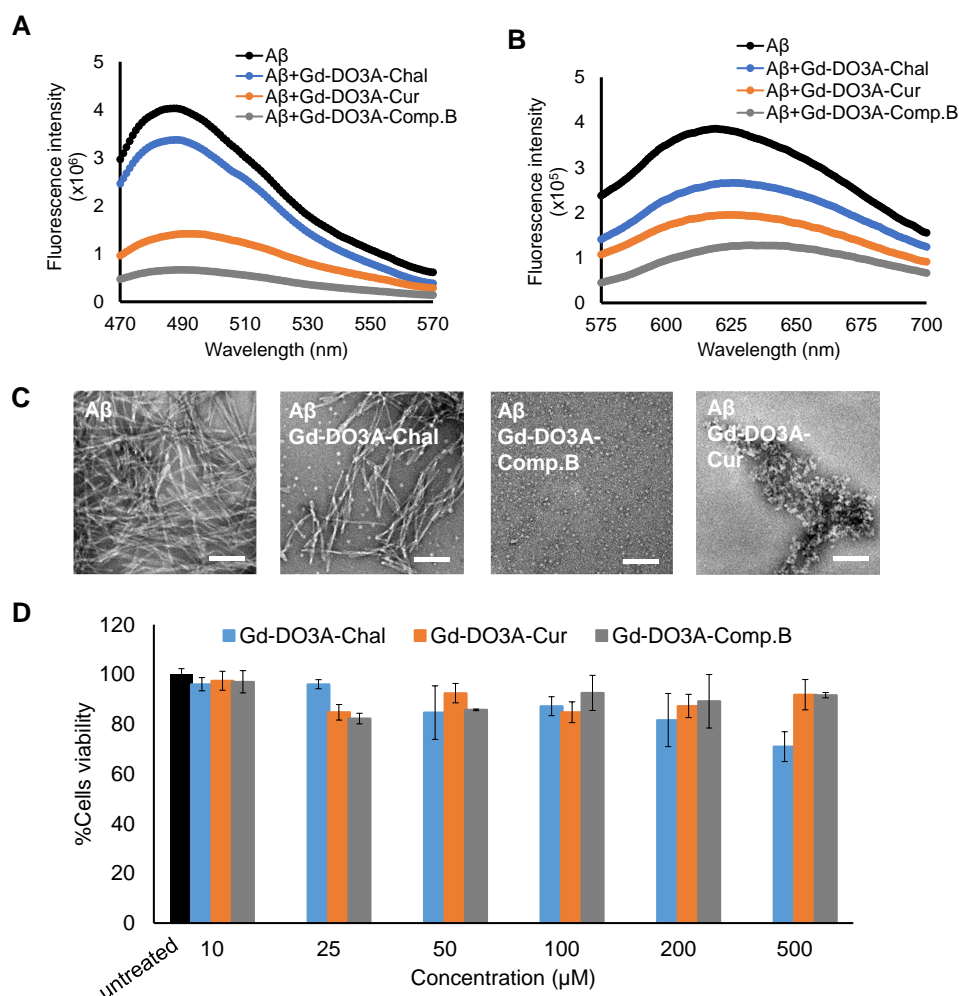 A
Aβ
Aβ+Gd-DO3A-Chal
Aβ+Gd-DO3A-Cur
Aβ+Gd-DO3A-Comp.B
Fluorescence intensity
(x10⁶)
5
4
3
2
1
0
470 490 510 530 550 570
Wavelength (nm)
B
Aβ
Aβ+Gd-DO3A-Chal
Aβ+Gd-DO3A-Cur
Aβ+Gd-DO3A-Comp.B
Fluorescence intensity
(x10⁵)
5
4
3
2
1
0
575 600 625 650 675 700
Wavelength (nm)
C
Aβ
Aβ
Gd-DO3A-Chal
Aβ
Gd-DO3A-
Comp.B
Aβ
Gd-DO3A-
Cur
D
Gd-DO3A-Chal Gd-DO3A-Cur Gd-DO3A-Comp.B
%Cells viability
120
100
80
60
40
20
0
untreated 10 25 50 100 200 500
Concentration (µM)